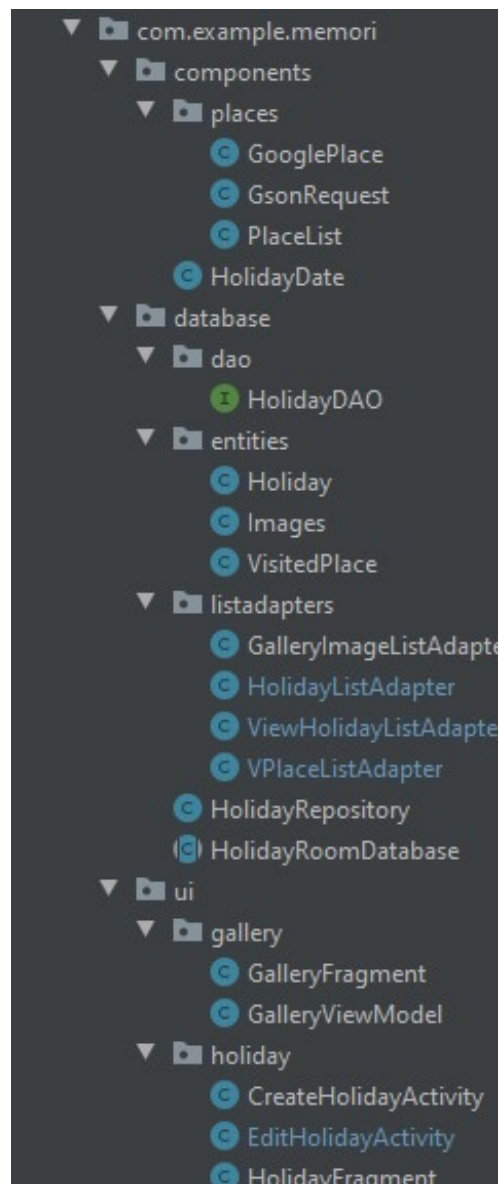 com.example.memori
components
places
GooglePlace
GsonRequest
PlaceList
HolidayDate
database
dao
HolidayDAO
entities
Holiday
Images
VisitedPlace
listadapters
GalleryImageListAdapte
HolidayListAdapter
ViewHolidayListAdapte
VPlaceListAdapter
HolidayRepository
HolidayRoomDatabase
ui
gallery
GalleryFragment
GalleryViewModel
holiday
CreateHolidayActivity
EditHolidayActivity
HolidayFragment